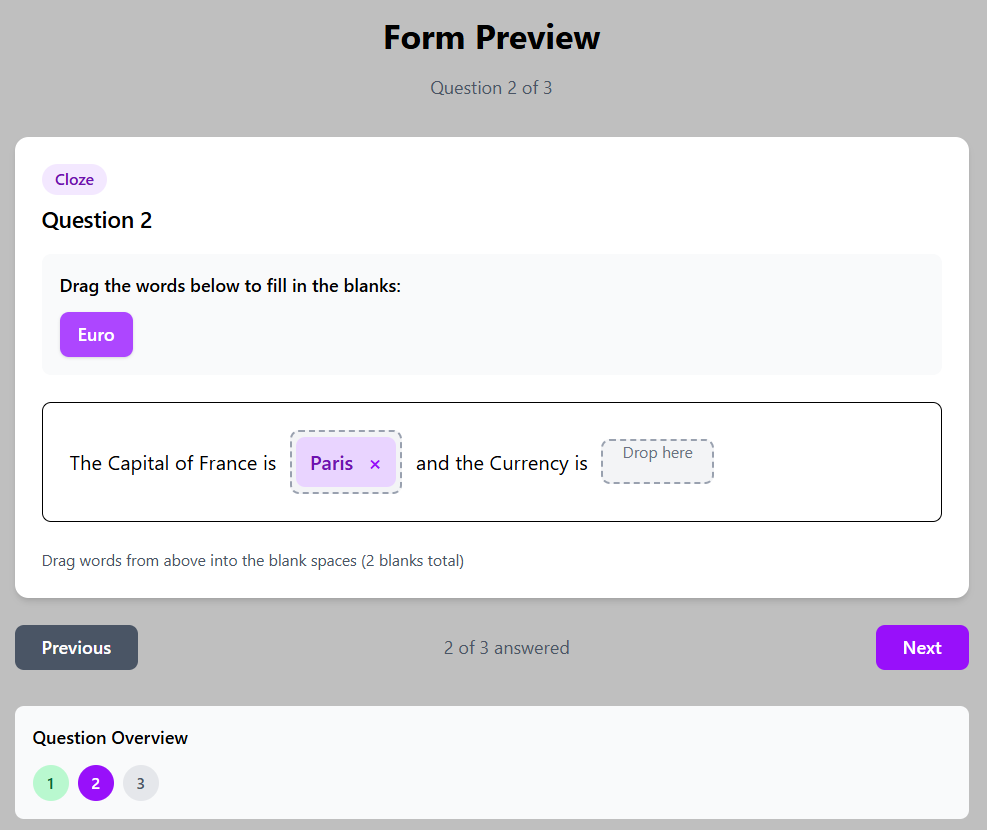 Form Preview
Question 2 of 3
Cloze
Question 2
Drag the words below to fill in the blanks:
Euro
The Capital of France is Paris × and the Currency is Drop here
Drag words from above into the blank spaces (2 blanks total)
Previous 2 of 3 answered Next
Question Overview
1 2 3